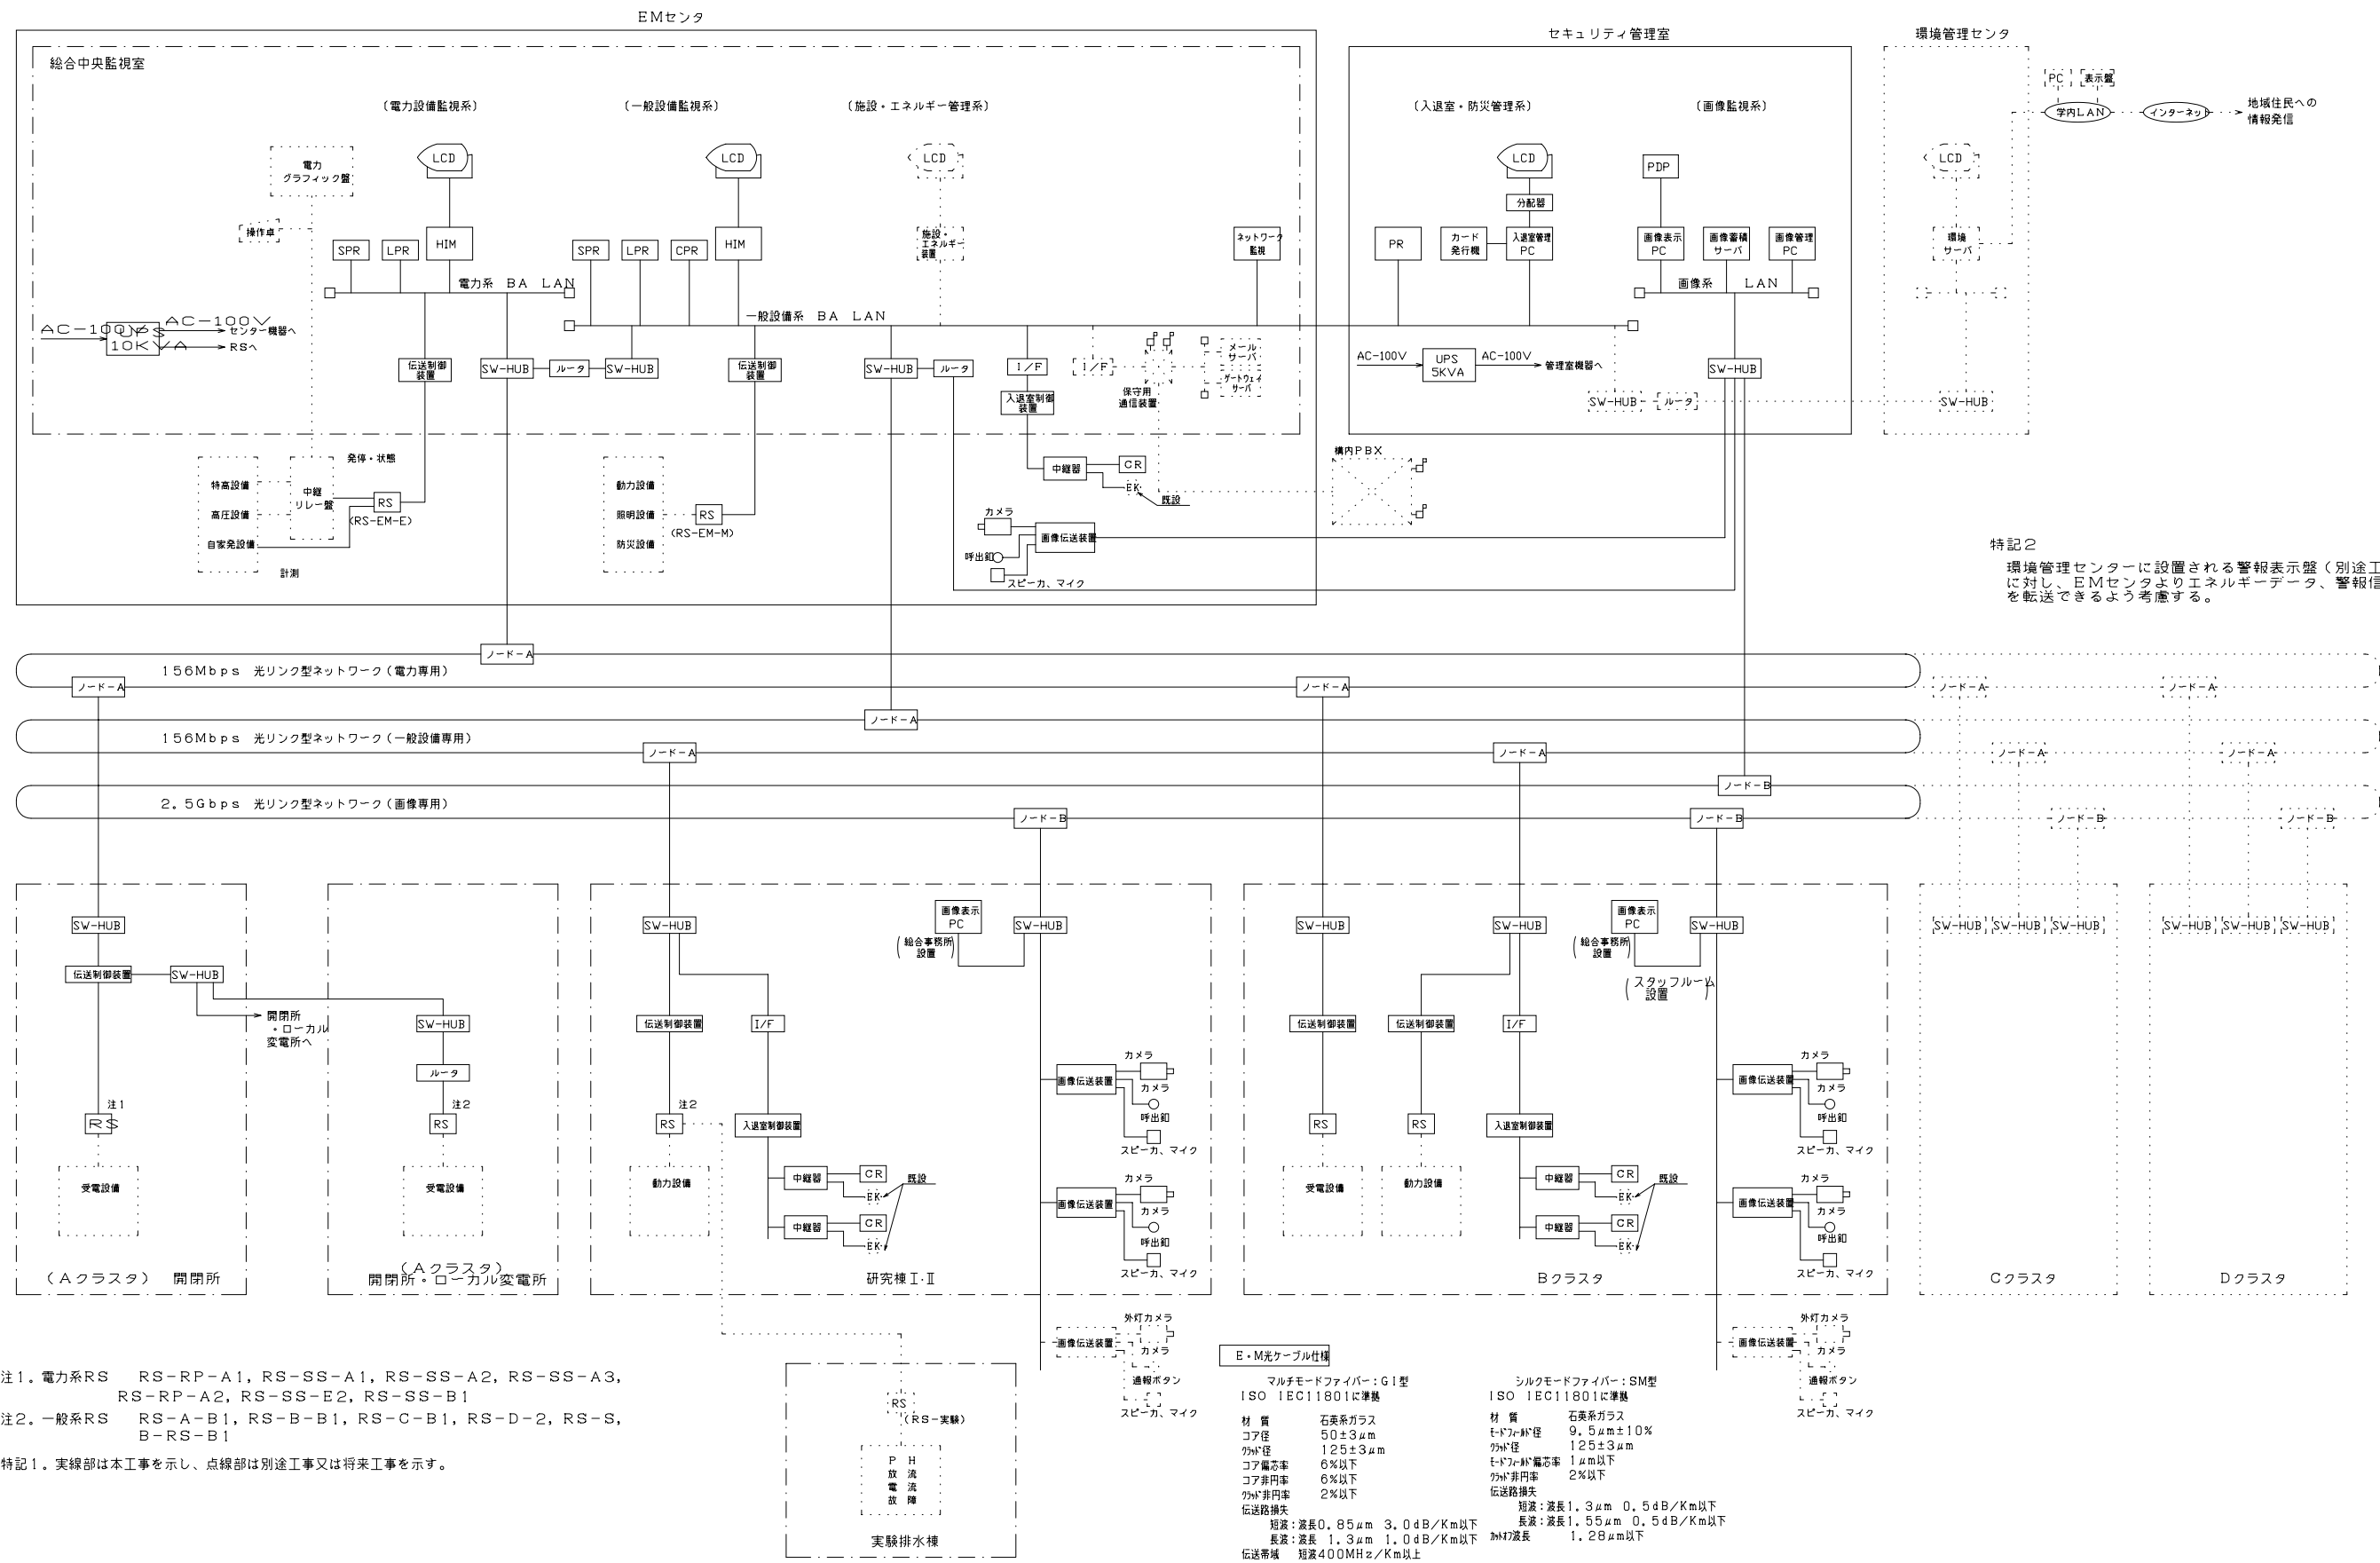 EMセンタ
セキュリティ管理室
環境管理センタ
総合中央監視室
PC
表示盤
(電力設備監視系)
(一般設備監視系)
(施設・エネルギー管理系)
(入退室・防災管理系)
(画像監視系)
学内LAN
インターネット
地域住民への
情報発信
電力
グラフィック盤
LCD
LCD
LCD
LCD
PDP
LCD
分配器
操作卓
SPR
LPR
HIM
SPR
LPR
CPR
HIM
施設・
エネルギー
装置
ネットワーク
監視
PR
カード
発行機
入退室管理
PC
画像表示
PC
画像蓄積
サーバ
画像管理
PC
環境
サーバ
電力系 BA LAN
画像系 LAN
一般設備系 BA LAN
AC-100V
UPS
10KVA
AC-100V
センター機器へ
RSへ
伝送制御
装置
SW-HUB
ルータ
SW-HUB
伝送制御
装置
SW-HUB
ルータ
I/F
I/F
保守用
通信装置
メール
サーバ
ゲートウェイ
サーバ
入退室制御
装置
AC-100V
UPS
5KVA
AC-100V
管理室機器へ
SW-HUB
SW-HUB
ルータ
SW-HUB
発停・状態
特高設備
高圧設備
自家発設備
中継
リレー盤
RS
(RS-EM-E)
計測
動力設備
照明設備
防災設備
RS
(RS-EM-M)
中継器
CR
EK
既設
構内PBX
カメラ
画像伝送装置
呼出釦
スピーカ、マイク
特記2
環境管理センターに設置される警報表示盤(別途工
に対し、EMセンタよりエネルギーデータ、警報信
を転送できるよう考慮する。
ノード-A
156Mbps 光リンク型ネットワーク(電力専用)
ノード-A
ノード-A
ノード-A
ノード-A
ノード-A
156Mbps 光リンク型ネットワーク(一般設備専用)
ノード-A
ノード-A
ノード-A
ノード-A
ノード-B
2.5Gbps 光リンク型ネットワーク(画像専用)
ノード-B
ノード-B
ノード-B
ノード-B
SW-HUB
伝送制御装置
SW-HUB
開閉所
・ローカル
変電所へ
注1
RS
受電設備
(Aクラスタ) 開閉所
SW-HUB
ルータ
注2
RS
受電設備
(Aクラスタ)
開閉所・ローカル変電所
SW-HUB
画像表示
PC
(総合事務所
設置)
SW-HUB
伝送制御装置
I/F
注2
RS
動力設備
入退室制御装置
中継器
CR
EK
既設
中継器
CR
EK
カメラ
画像伝送装置
カメラ
呼出釦
スピーカ、マイク
カメラ
画像伝送装置
カメラ
呼出釦
スピーカ、マイク
研究棟I・II
SW-HUB
SW-HUB
画像表示
PC
(総合事務所
設置)
SW-HUB
(スタッフルーム
設置)
伝送制御装置
伝送制御装置
I/F
RS
RS
受電設備
動力設備
入退室制御装置
中継器
CR
EK
既設
中継器
CR
EK
カメラ
画像伝送装置
カメラ
呼出釦
スピーカ、マイク
カメラ
画像伝送装置
カメラ
呼出釦
スピーカ、マイク
Bクラスタ
SW-HUB
SW-HUB
SW-HUB
Cクラスタ
SW-HUB
SW-HUB
SW-HUB
Dクラスタ
外灯カメラ
画像伝送装置
カメラ
通報ボタン
スピーカ、マイク
外灯カメラ
画像伝送装置
カメラ
通報ボタン
スピーカ、マイク
注1。電力系RS RS-RP-A1, RS-SS-A1, RS-SS-A2, RS-SS-A3,
RS-RP-A2, RS-SS-E2, RS-SS-B1
注2。一般系RS RS-A-B1, RS-B-B1, RS-C-B1, RS-D-2, RS-S,
B-RS-B1
特記1。実線部は本工事を示し、点線部は別途工事又は将来工事を示す。
RS
(RS-実験)
P H
放 流
電 流
故 障
実験排水棟
E・M光ケーブル仕様
マルチモードファイバー:GI型
ISO IEC11801に準拠
材 質 石英系ガラス
コア径 50±3μm
クラッド径 125±3μm
コア偏芯率 6%以下
コア非円率 6%以下
クラッド非円率 2%以下
伝送路損失
短波:波長0.85μm 3.0dB/Km以下
長波:波長 1.3μm 1.0dB/Km以下
伝送帯域 短波400MHz/Km以上
シルクモードファイバー:SM型
ISO IEC11801に準拠
材 質 石英系ガラス
モードフィールド径 9.5μm±10%
クラッド径 125±3μm
モードフィールド偏芯率 1μm以下
クラッド非円率 2%以下
伝送路損失
短波:波長1.3μm 0.5dB/Km以下
長波:波長1.55μm 0.5dB/Km以下
カットオフ波長 1.28μm以下